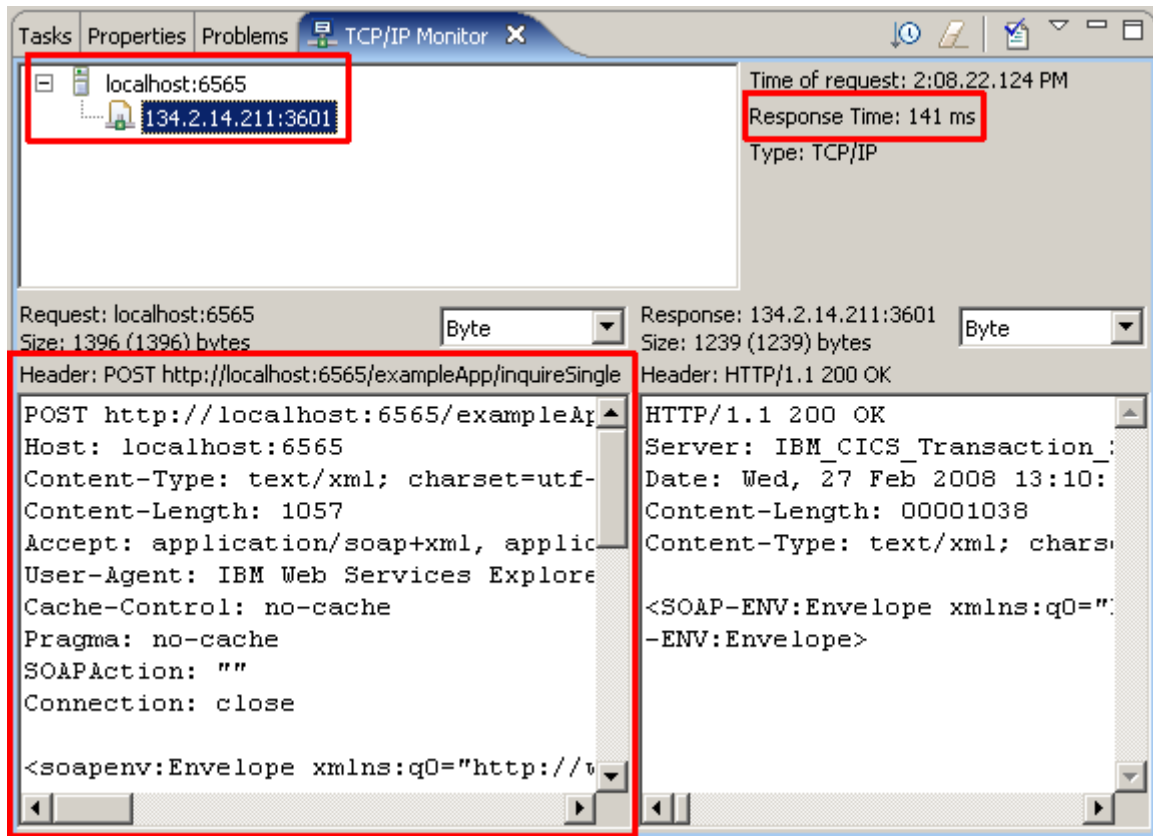 Tasks Properties Problems TCP/IP Monitor
localhost:6565
134.2.14.211:3601
Time of request: 2:08.22.124 PM
Response Time: 141 ms
Type: TCP/IP
Request: localhost:6565
Size: 1396 (1396) bytes
Byte
Response: 134.2.14.211:3601
Size: 1239 (1239) bytes
Byte
Header: POST http://localhost:6565/exampleApp/inquireSingle
POST http://localhost:6565/exampleAp
Host: localhost:6565
Content-Type: text/xml; charset=utf-
Content-Length: 1057
Accept: application/soap+xml, applic
User-Agent: IBM Web Services Explore
Cache-Control: no-cache
Pragma: no-cache
SOAPAction: ""
Connection: close
<soapenv:Envelope xmlns:q0="http://w
Header: HTTP/1.1 200 OK
HTTP/1.1 200 OK
Server: IBM_CICS_Transaction_
Date: Wed, 27 Feb 2008 13:10:
Content-Length: 00001038
Content-Type: text/xml; chars
<SOAP-ENV:Envelope xmlns:q0="
-ENV:Envelope>